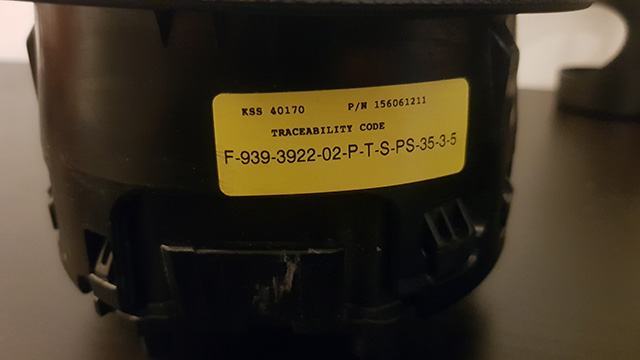 KSS 40170 P/N 156061211
TRACEABILITY CODE
F-939-3922-02-P-T-S-PS-35-3-5